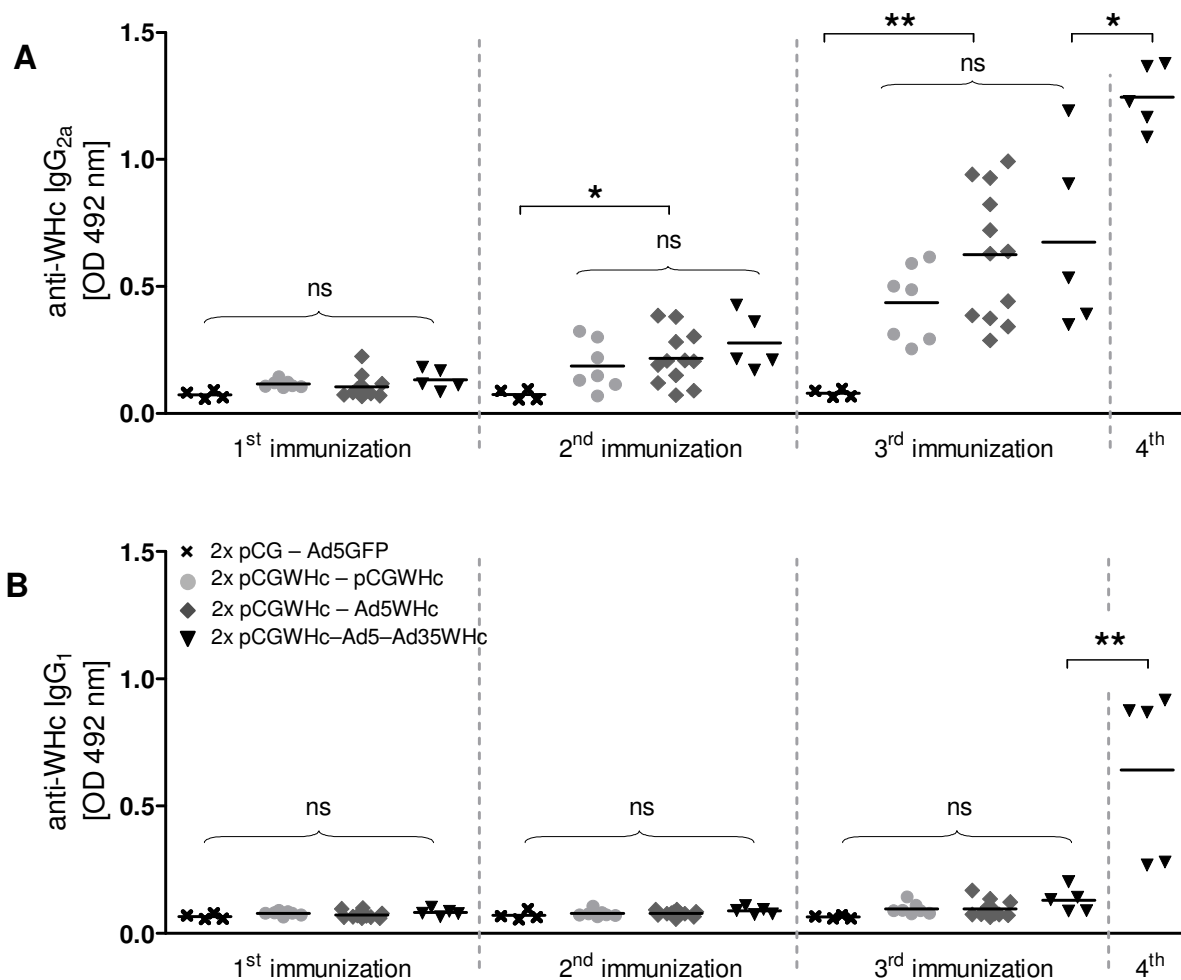 A
anti-WHc IgG2a
[OD 492 nm]
1.5
1.0
0.5
0.0
ns
*
ns
**
ns
*
1st immunization
2nd immunization
3rd immunization
4th
B
anti-WHc IgG1
[OD 492 nm]
1.5
1.0
0.5
0.0
2x pCG – Ad5GFP
2x pCGWHc – pCGWHc
2x pCGWHc – Ad5WHc
2x pCGWHc–Ad5–Ad35WHc
ns
ns
ns
**
1st immunization
2nd immunization
3rd immunization
4th